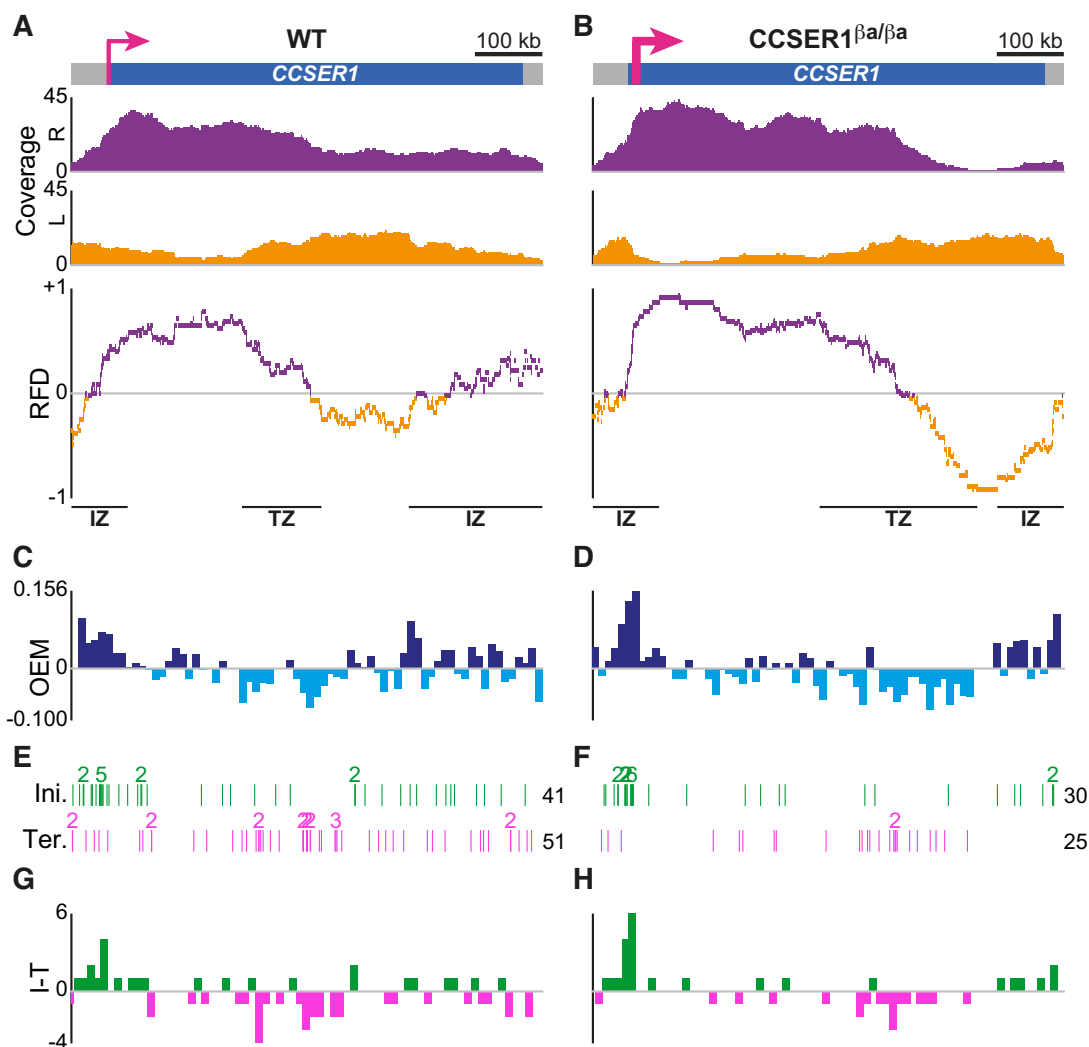 A
WT
100 kb
CCSER1
B
CCSER1βa/βa
100 kb
CCSER1
Coverage
R
45
0
L
45
0
RFD
+1
0
-1
IZ
TZ
IZ
IZ
TZ
IZ
C
OEM
0.156
0
-0.100
D
E
Ini.
2
5
2
2
41
Ter.
2
2
2
2
2
3
2
51
F
2
2
6
2
30
2
25
G
I-T
6
0
-4
H